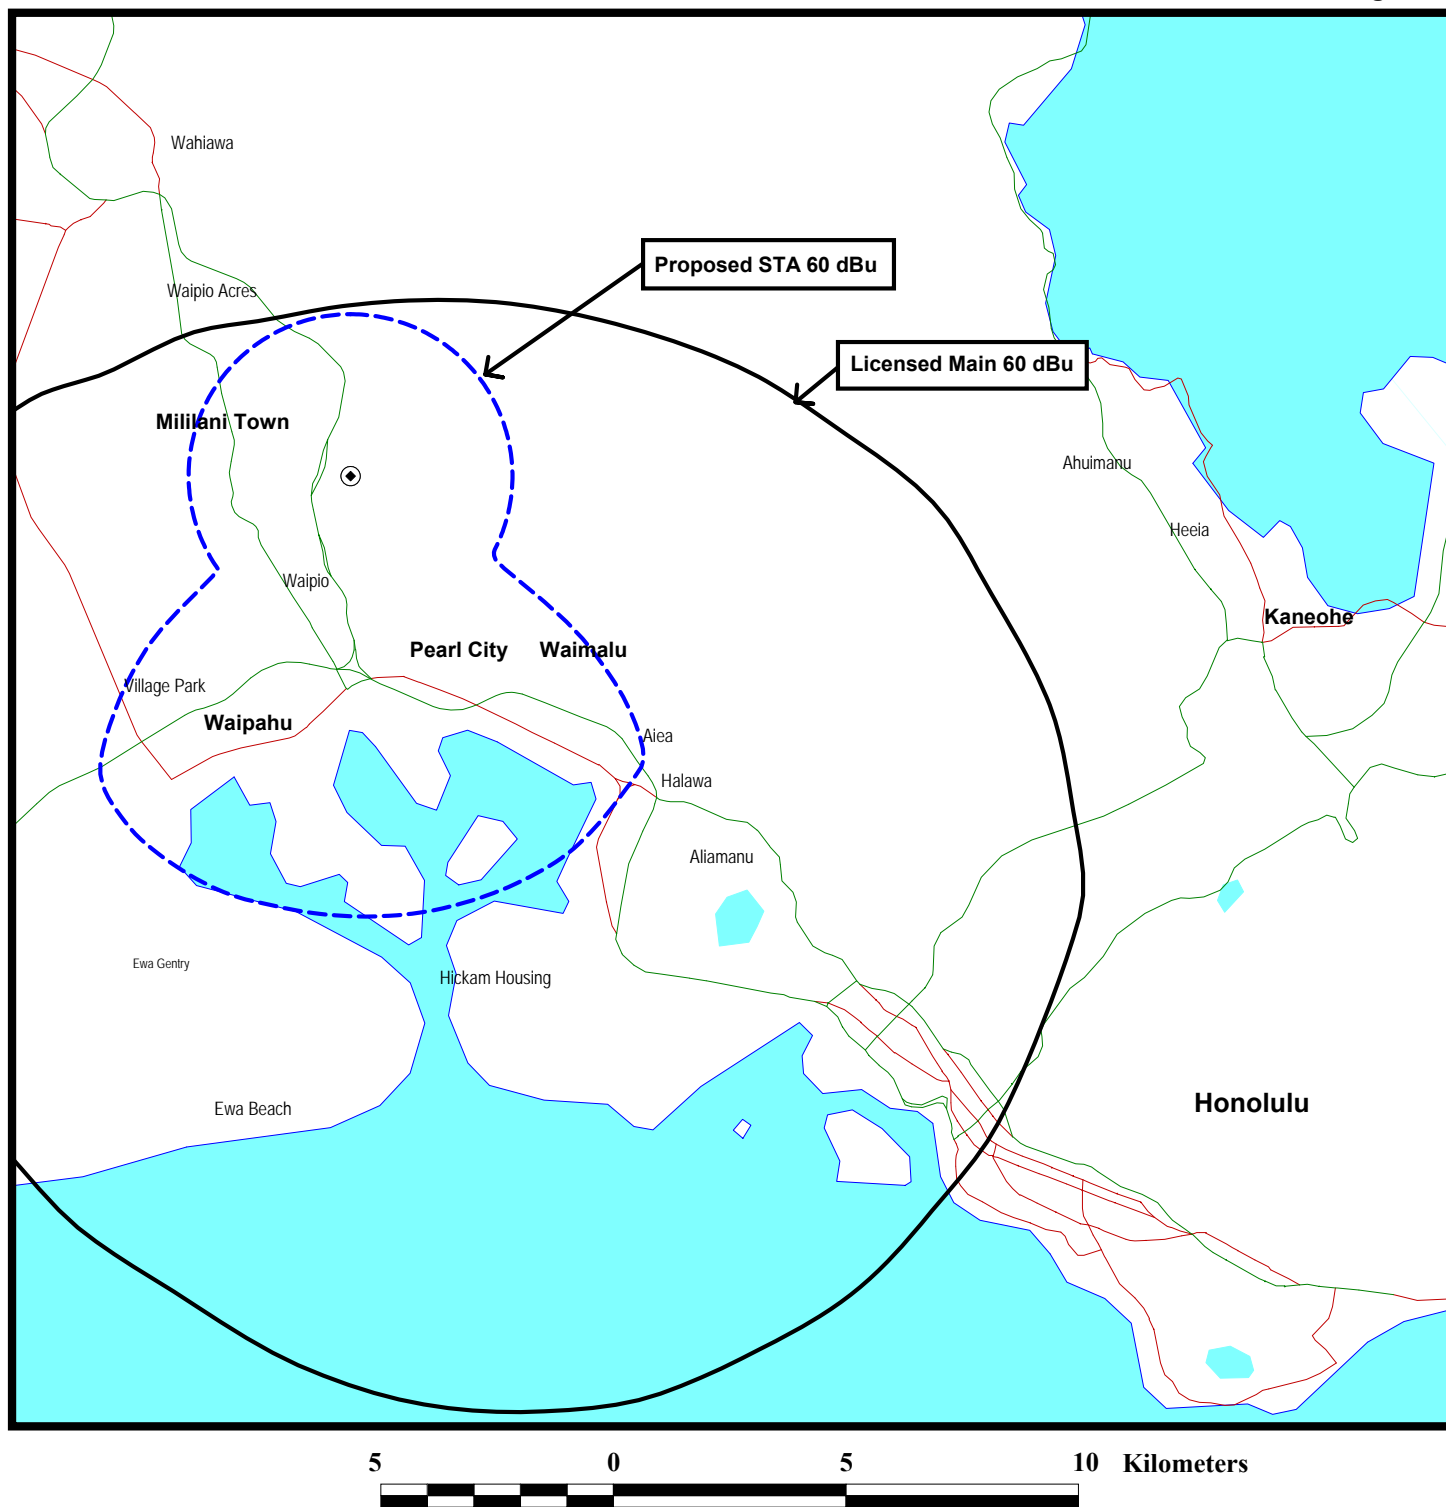 Wahiawa
Proposed STA 60 dBu
Waipio Acres
Licensed Main 60 dBu
Mililani Town
Ahuimanu
Heeia
Waipio
Kaneohe
Pearl City
Waimalu
Village Park
Waipahu
Aiea
Halawa
Aliamanu
Ewa Gentry
Hickam Housing
Ewa Beach
Honolulu
5 0 5 10 Kilometers